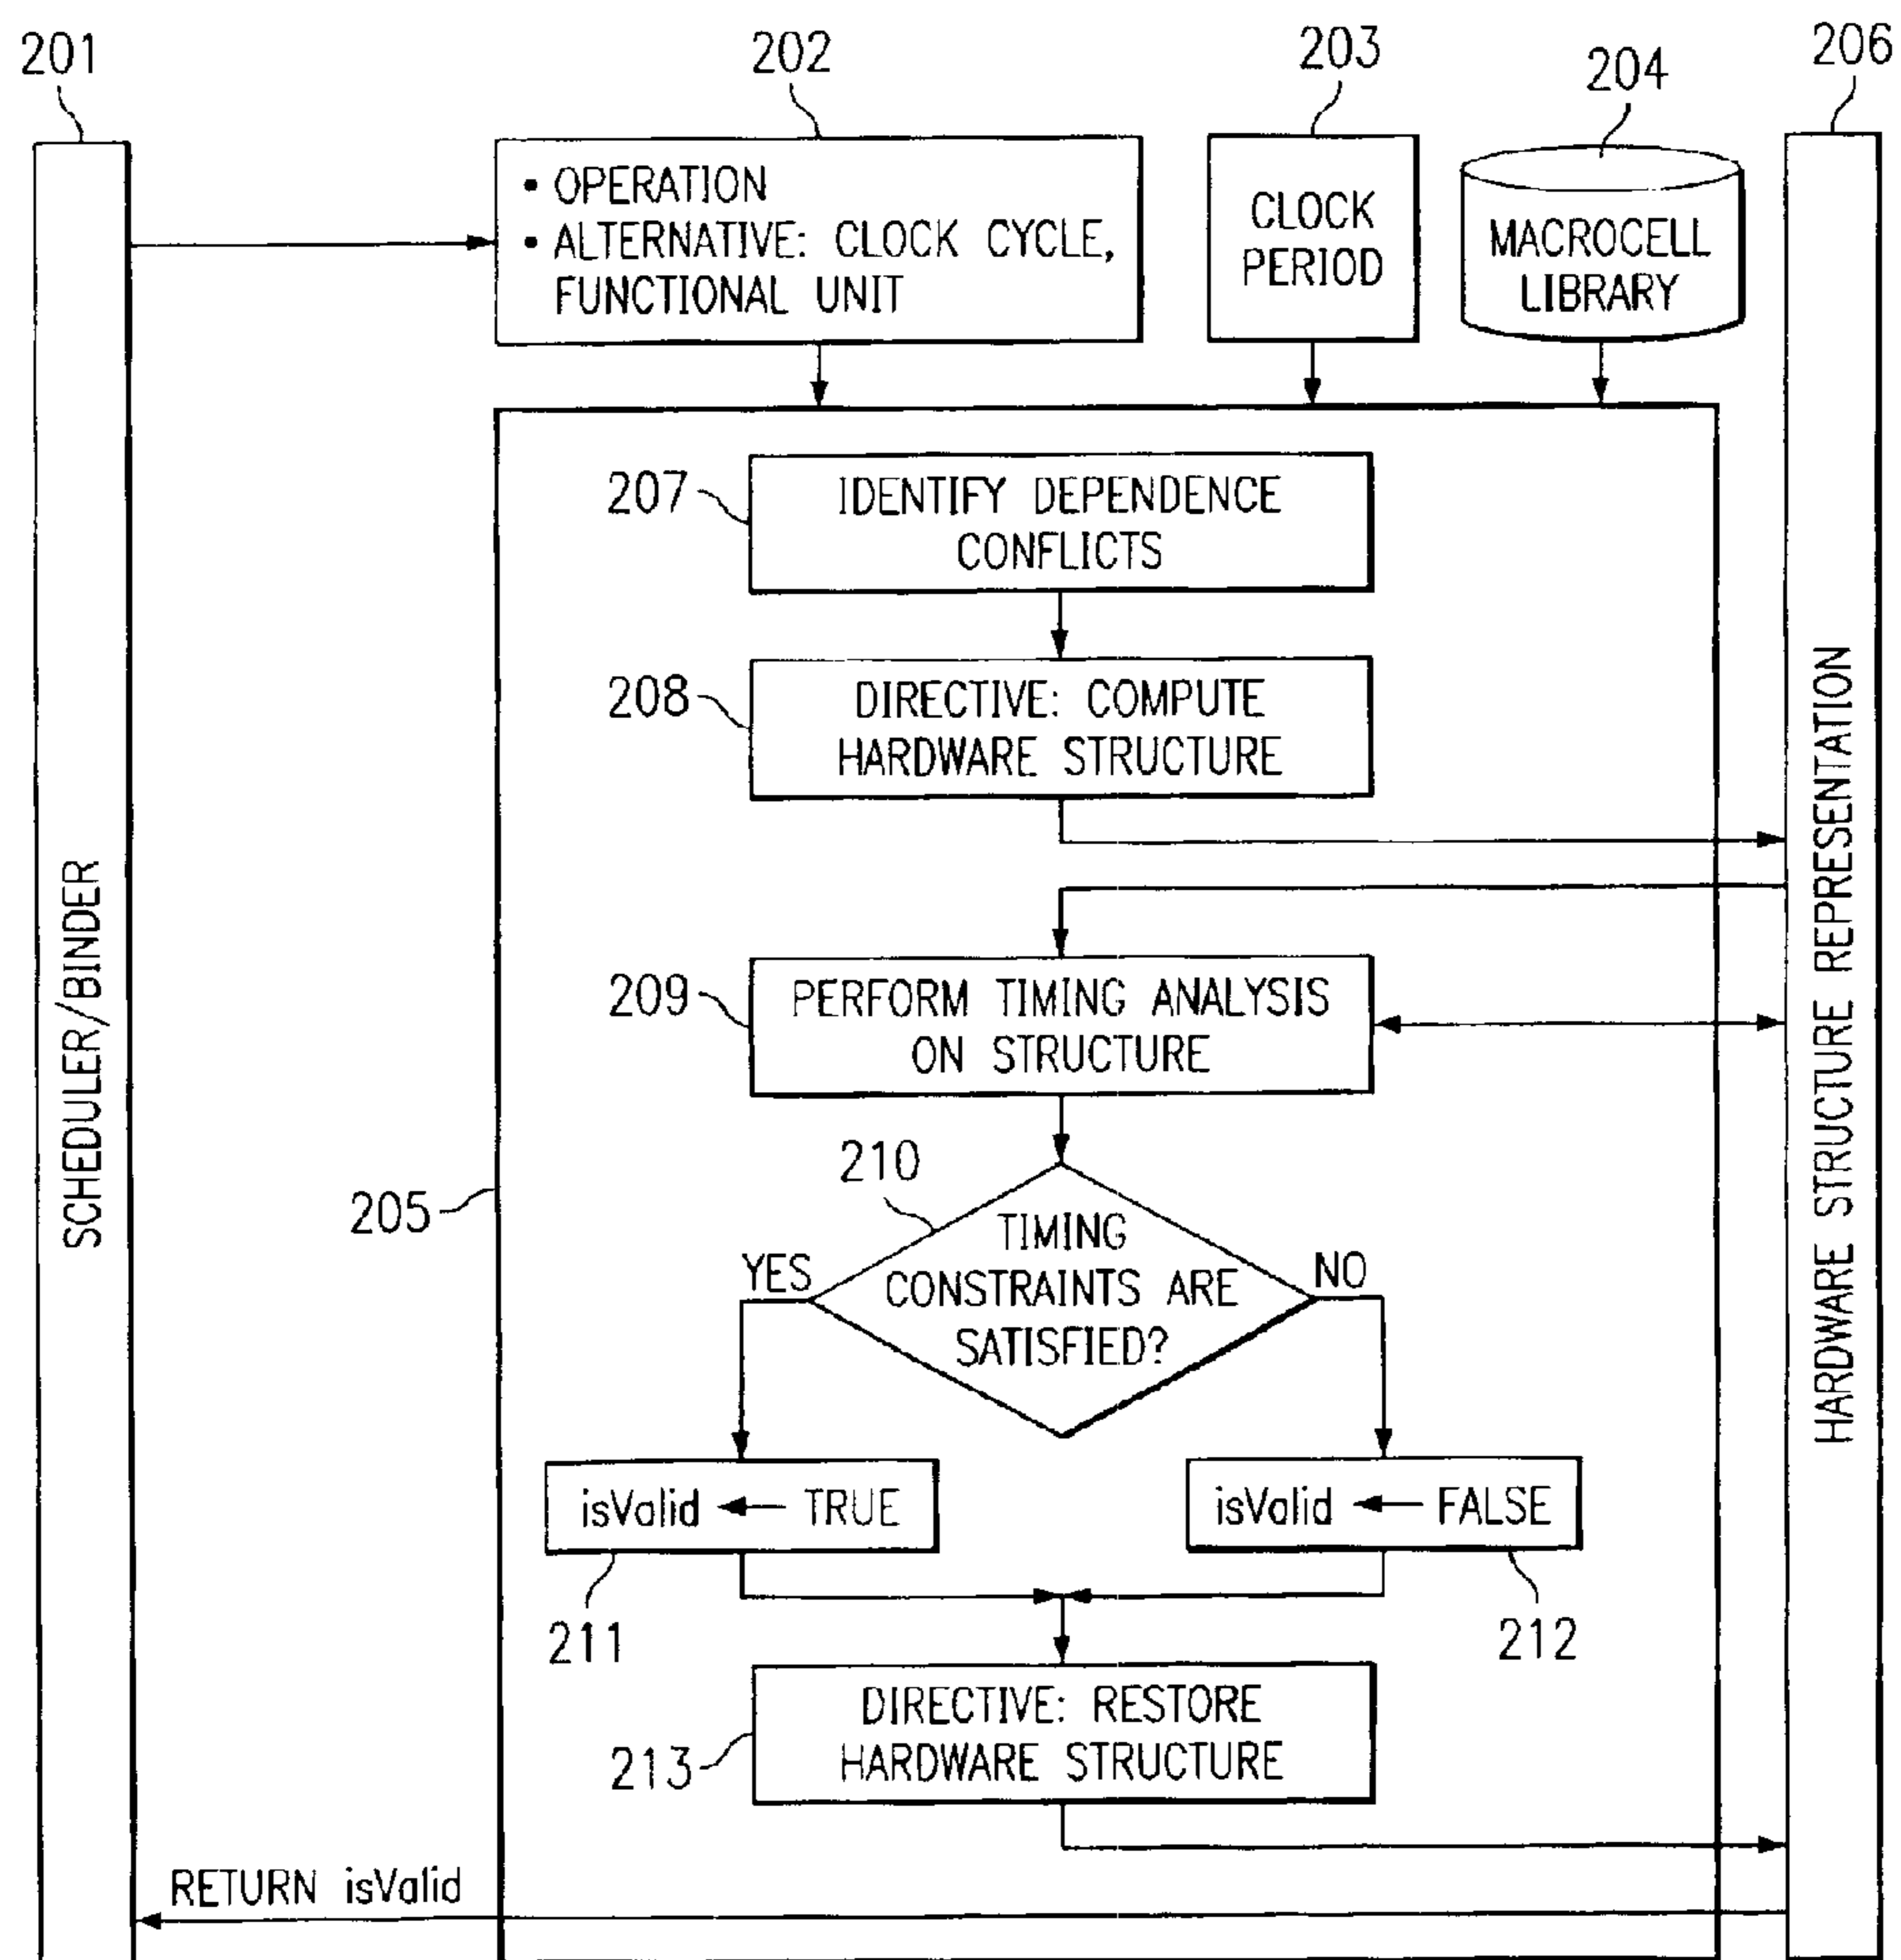 201
202
203
204
206
• OPERATION
• ALTERNATIVE: CLOCK CYCLE,
FUNCTIONAL UNIT
CLOCK
PERIOD
MACROCELL
LIBRARY
207
IDENTIFY DEPENDENCE
CONFLICTS
208
DIRECTIVE: COMPUTE
HARDWARE STRUCTURE
SCHEDULER/BINDER
HARDWARE STRUCTURE REPRESENTATION
209
PERFORM TIMING ANALYSIS
ON STRUCTURE
205
210
TIMING
CONSTRAINTS ARE
SATISFIED?
YES
NO
isValid ← TRUE
isValid ← FALSE
211
212
213
DIRECTIVE: RESTORE
HARDWARE STRUCTURE
RETURN isValid